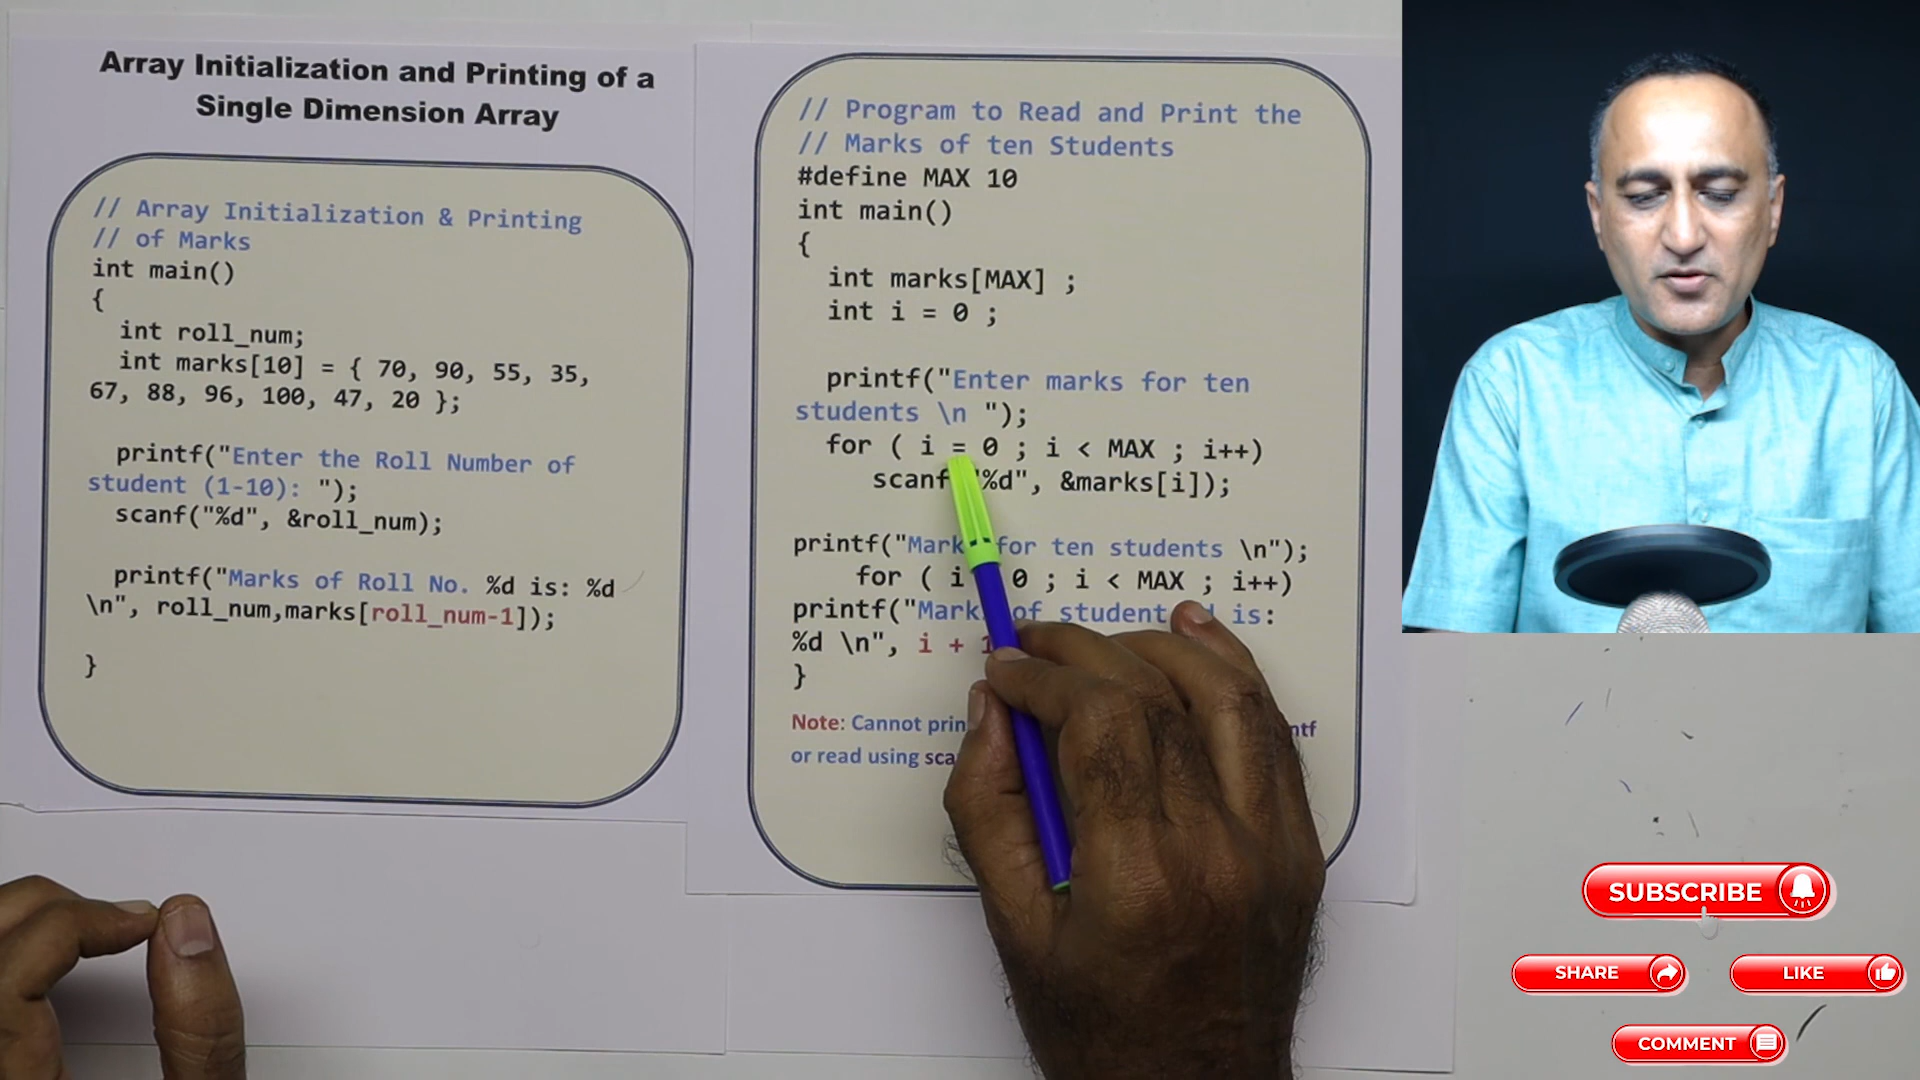 Array Initialization and Printing of a
Single Dimension Array
// Array Initialization & Printing
// of Marks
int main()
{
int roll_num;
int marks[10] = { 70, 90, 55, 35,
67, 88, 96, 100, 47, 20 };
printf("Enter the Roll Number of
student (1-10): ");
scanf("%d", &roll_num);
printf("Marks of Roll No. %d is: %d
\n", roll_num,marks[roll_num-1]);
}
// Program to Read and Print the
// Marks of ten Students
#define MAX 10
int main()
{
int marks[MAX] ;
int i = 0 ;
printf("Enter marks for ten
students \n ");
for ( i = 0 ; i < MAX ; i++)
scanf "%d", &marks[i]);
printf("Mark for ten students \n");
for ( i 0 ; i < MAX ; i++)
printf("Mark of student d is:
%d \n", i + 1
}
Note: Cannot prin ntf
or read using sca
SUBSCRIBE
SHARE
LIKE
COMMENT